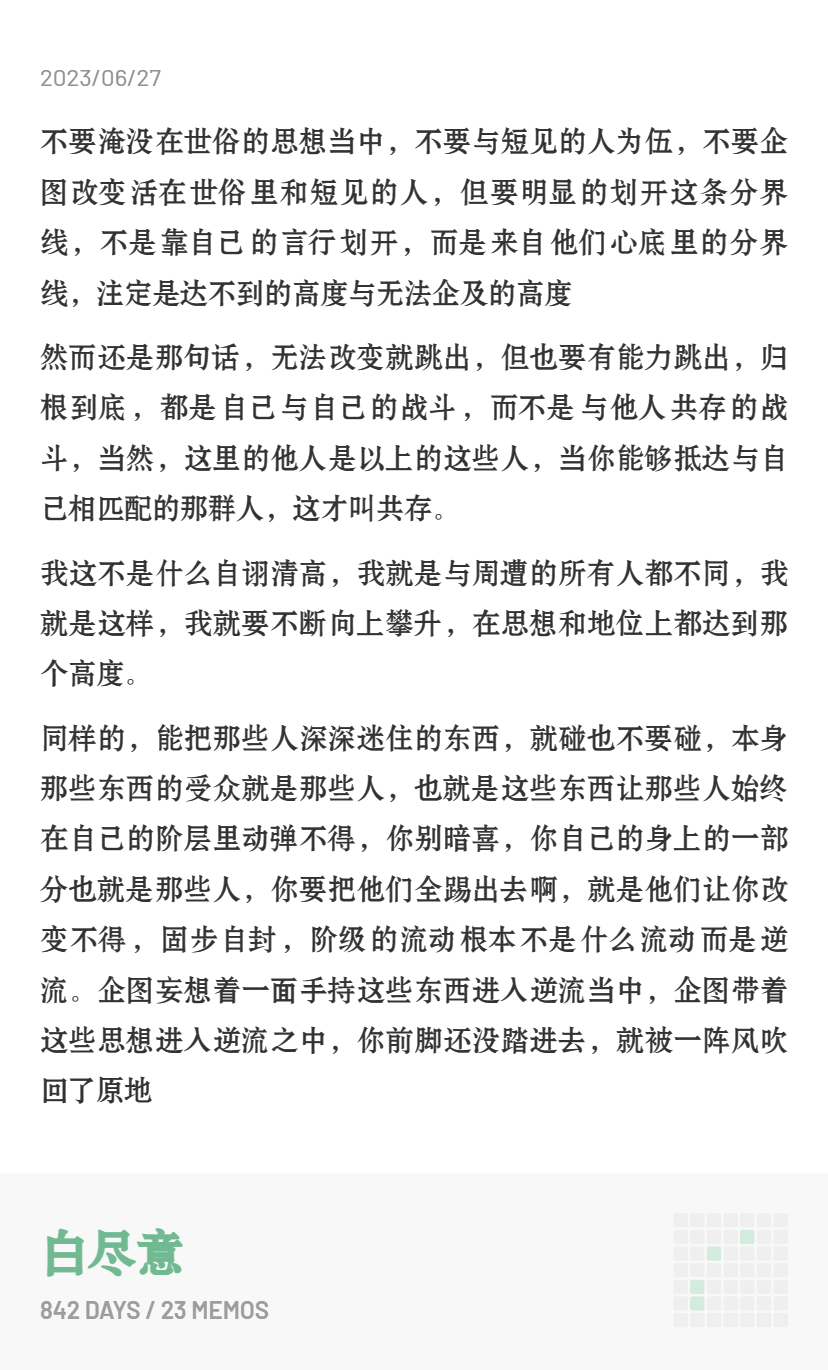 2023/06/27
不要淹没在世俗的思想当中，不要与短见的人为伍，不要企
图改变活在世俗里和短见的人，但要明显的划开这条分界
线，不是靠自己的言行划开，而是来自他们心底里的分界
线，注定是达不到的高度与无法企及的高度
然而还是那句话，无法改变就跳出，但也要有能力跳出，归
根到底，都是自己与自己的战斗，而不是与他人共存的战
斗，当然，这里的他人是以上的这些人，当你能够抵达与自
己相匹配的那群人，这才叫共存。
我这不是什么自诩清高，我就是与周遭的所有人都不同，我
就是这样，我就要不断向上攀升，在思想和地位上都达到那
个高度。
同样的，能把那些人深深迷住的东西，就碰也不要碰，本身
那些东西的受众就是那些人，也就是这些东西让那些人始终
在自己的阶层里动弹不得，你别暗喜，你自己的身上的一部
分也就是那些人，你要把他们全踢出去啊，就是他们让你改
变不得，固步自封，阶级的流动根本不是什么流动而是逆
流。企图妄想着一面手持这些东西进入逆流当中，企图带着
这些思想进入逆流之中，你前脚还没踏进去，就被一阵风吹
回了原地
白尽意
842 DAYS / 23 MEMOS